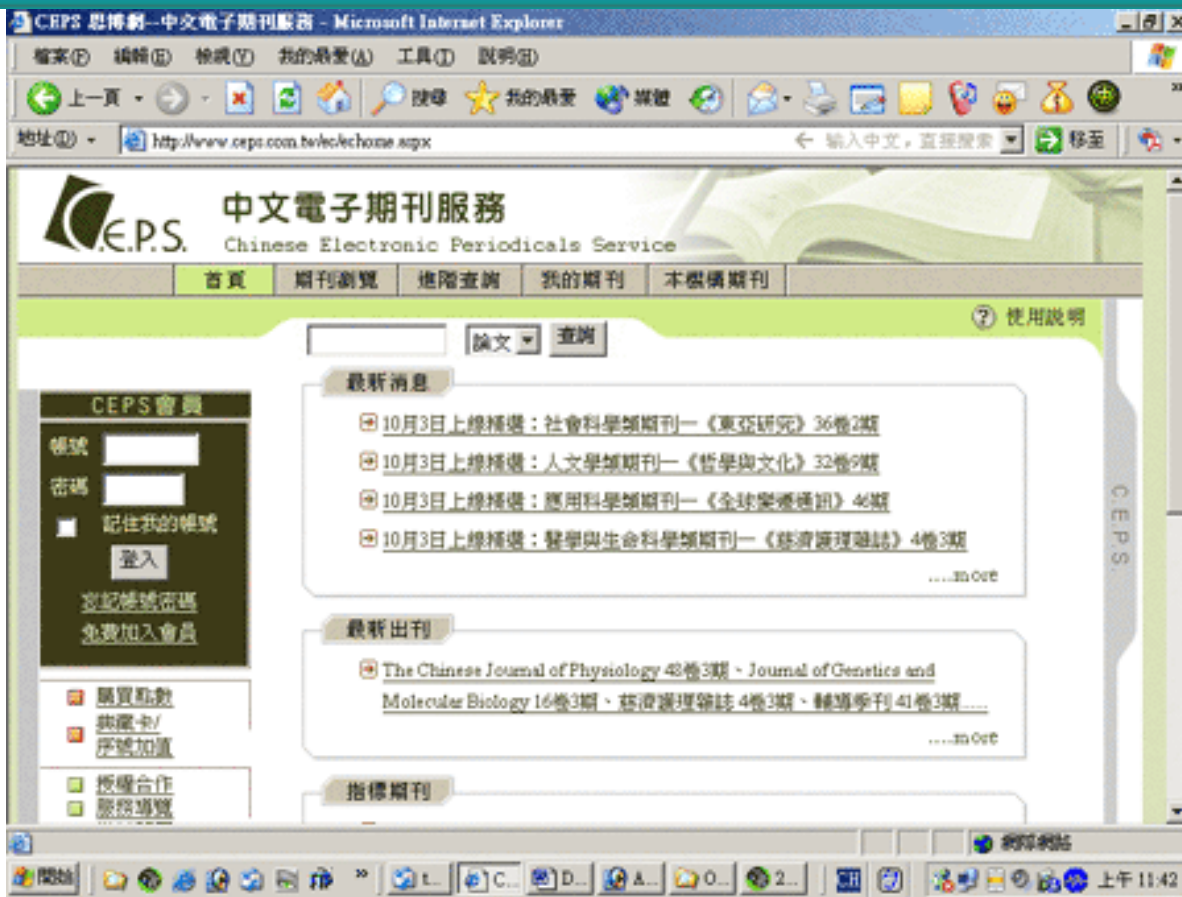 CEPS 思博網--中文電子期刊服務 - Microsoft Internet Explorer
檔案(F) 編輯(E) 檢視(V) 我的最愛(A) 工具(T) 說明(H)
上一頁 搜尋 我的最愛 媒體
地址(D) http://www.ceps.com.tw/ec/echome.aspx 输入中文，直接搜索 移至
C.E.P.S. 中文電子期刊服務
Chinese Electronic Periodicals Service
首頁 期刊瀏覽 進階查詢 我的期刊 本機構期刊
使用說明
論文 查詢
CEPS會員
帳號
密碼
記住我的帳號
登入
忘記帳號密碼
免費加入會員
購買點數
典藏卡/
序號加值
授權合作
服務導覽
最新消息
10月3日上線精選：社會科學類期刊—《東亞研究》36卷2期
10月3日上線精選：人文學類期刊—《哲學與文化》32卷9期
10月3日上線精選：應用科學類期刊—《全球變遷通訊》46期
10月3日上線精選：醫學與生命科學類期刊—《慈濟護理雜誌》4卷3期
.....more
最新出刊
The Chinese Journal of Physiology 48卷3期、Journal of Genetics and
Molecular Biology 16卷3期、慈濟護理雜誌 4卷3期、輔導季刊 41卷3期......
.....more
指標期刊
C.E.P.S.
網際網路
開始 t... C... D... A... O... 2... CH 上午 11:42